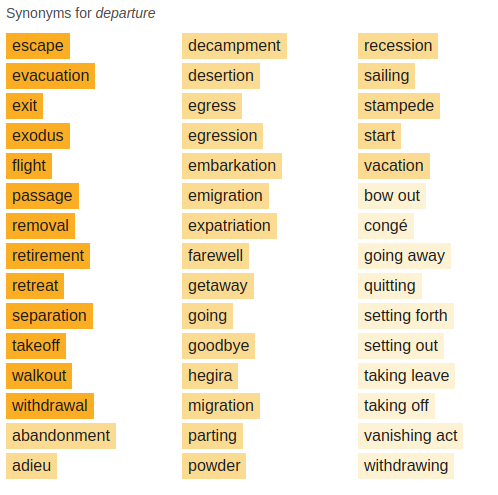 Synonyms for departure
escape
evacuation
exit
exodus
flight
passage
removal
retirement
retreat
separation
takeoff
walkout
withdrawal
abandonment
adieu
decampment
desertion
egress
egression
embarkation
emigration
expatriation
farewell
getaway
going
goodbye
hegira
migration
parting
powder
recession
sailing
stampede
start
vacation
bow out
congé
going away
quitting
setting forth
setting out
taking leave
taking off
vanishing act
withdrawing